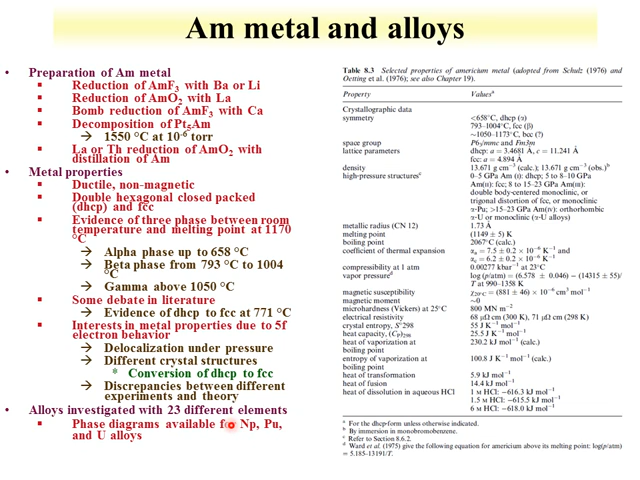 Am metal and alloys
• Preparation of Am metal
▪ Reduction of AmF₃ with Ba or Li
▪ Reduction of AmO₂ with La
▪ Bomb reduction of AmF₃ with Ca
▪ Decomposition of Pt₅Am
→ 1550 °C at 10⁻⁶ torr
▪ La or Th reduction of AmO₂ with
distillation of Am
• Metal properties
▪ Ductile, non-magnetic
▪ Double hexagonal closed packed
(dhcp) and fcc
▪ Evidence of three phase between room
temperature and melting point at 1170
°C
→ Alpha phase up to 658 °C
→ Beta phase from 793 °C to 1004
°C
→ Gamma above 1050 °C
▪ Some debate in literature
→ Evidence of dhcp to fcc at 771 °C
▪ Interests in metal properties due to 5f
electron behavior
→ Delocalization under pressure
→ Different crystal structures
* Conversion of dhcp to fcc
→ Discrepancies between different
experiments and theory
• Alloys investigated with 23 different elements
▪ Phase diagrams available for Np, Pu,
and U alloys
Table 8.3 Selected properties of americium metal (adopted from Schulz (1976) and
Oetting et al. (1976); see also Chapter 19).
Property Valuesᵃ
Crystallographic data
symmetry <658°C, dhcp (α)
793–1004°C, fcc (β)
~1050–1173°C, bcc (?)
space group P6₃/mmc and Fm3m
lattice parameters dhcp: a = 3.4681 Å, c = 11.241 Å
fcc: a = 4.894 Å
density 13.671 g cm⁻³ (calc.); 13.671 g cm⁻³ (obs.)ᵇ
high-pressure structuresᶜ 0–5 GPa Am (I): dhcp; 5 to 8–10 GPa
Am(II): fcc; 8 to 15–23 GPa Am(III):
double body-centered monoclinic, or
trigonal distortion of fcc, or monoclinic
α-Pu; >15–23 GPa Am(IV): orthorhombic
α-U or monoclinic (α-U alloys)
metallic radius (CN 12) 1.73 Å
melting point (1149 ± 5) K
boiling point 2067°C (calc.)
coefficient of thermal expansion αₐ = 7.5 ± 0.2 × 10⁻⁶ K⁻¹ and
α꜀ = 6.2 ± 0.2 × 10⁻⁶ K⁻¹
compressibility at 1 atm 0.00277 kbar⁻¹ at 23°C
vapor pressureᵈ log (p/atm) = (6.578 ± 0.046) − (14315 ± 55)/
T at 990–1358 K
magnetic susceptibility χ₂₀°C = (881 ± 46) × 10⁻⁶ cm³ mol⁻¹
magnetic moment ~0
microhardness (Vickers) at 25°C 800 MN m⁻²
electrical resistivity 68 μΩ cm (300 K), 71 μΩ cm (298 K)
crystal entropy, S°298 55 J K⁻¹ mol⁻¹
heat capacity, (Cₚ)₂₉₈ 25.5 J K⁻¹ mol⁻¹
heat of vaporization at 230.2 kJ mol⁻¹ (calc.)
boiling point
entropy of vaporization at 100.8 J K⁻¹ mol⁻¹ (calc.)
boiling point
heat of transformation 5.9 kJ mol⁻¹
heat of fusion 14.4 kJ mol⁻¹
heat of dissolution in aqueous HCl 1 M HCl: −616.3 kJ mol⁻¹
1.5 M HCl: −615.5 kJ mol⁻¹
6 M HCl: −618.0 kJ mol⁻¹
ᵃ For the dhcp-form unless otherwise indicated.
ᵇ By immersion in monobromobenzene.
ᶜ Refer to Section 8.6.2.
ᵈ Ward et al. (1975) give the following equation for americium above its melting point: log(p/atm)
= 5.185-13191/T.